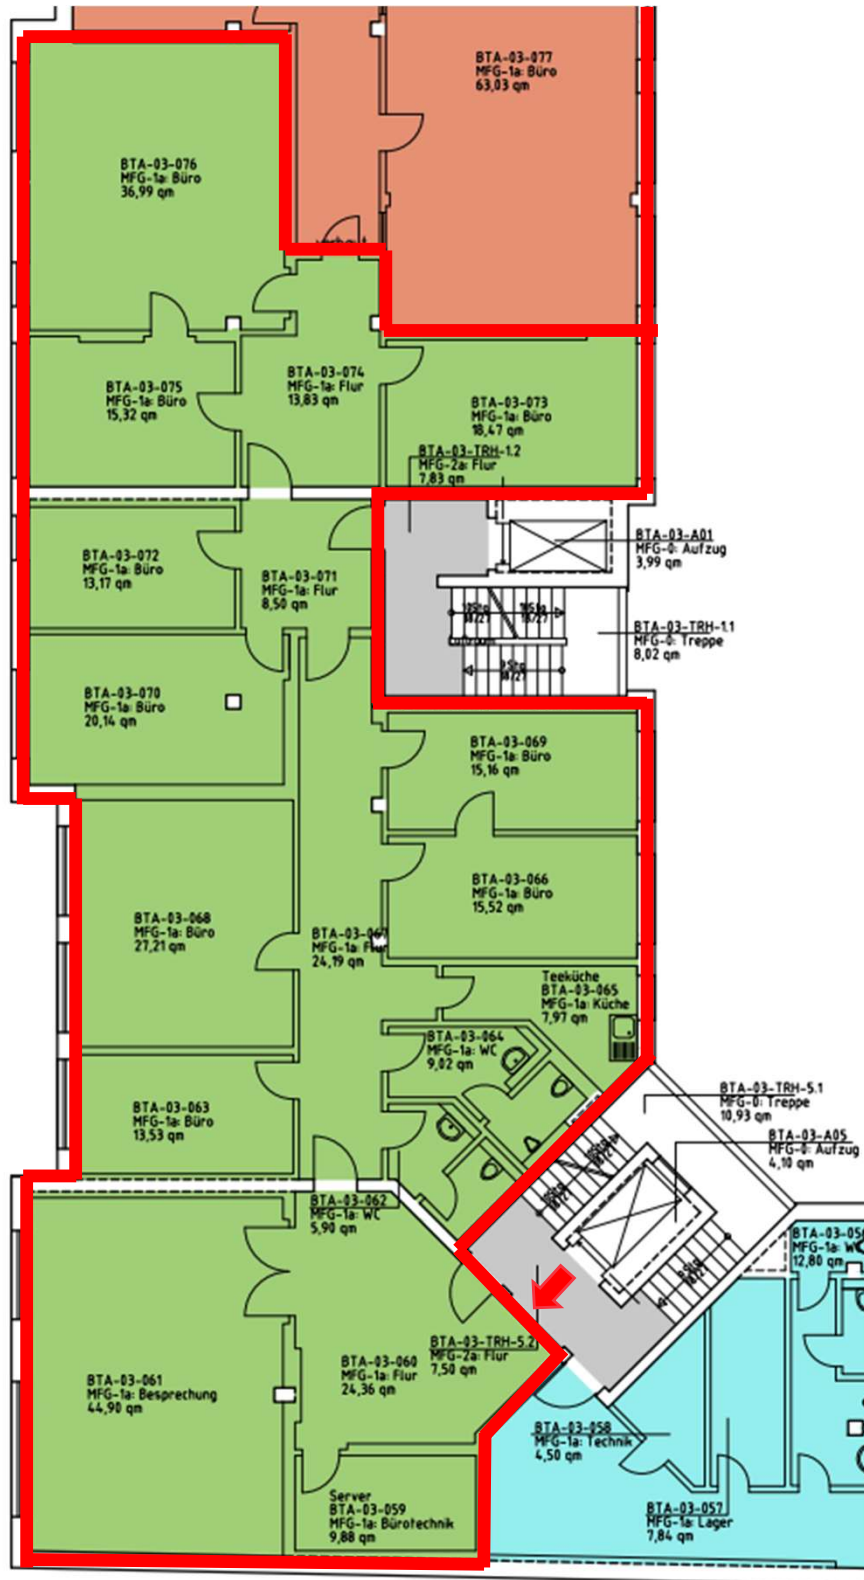 BTA-03-077
MFG-1a: Büro
63,03 qm
BTA-03-076
MFG-1a: Büro
36,99 qm
BTA-03-074
MFG-1a: Flur
13,83 qm
BTA-03-075
MFG-1a: Büro
15,32 qm
BTA-03-073
MFG-1a: Büro
18,47 qm
BTA-03-TRH-1.2
MFG-2a: Flur
7,83 qm
BTA-03-A01
MFG-0: Aufzug
3,99 qm
BTA-03-072
MFG-1a: Büro
13,17 qm
BTA-03-071
MFG-1a: Flur
8,50 qm
BTA-03-TRH-1.1
MFG-0: Treppe
8,02 qm
BTA-03-070
MFG-1a: Büro
20,14 qm
BTA-03-069
MFG-1a: Büro
15,16 qm
BTA-03-066
MFG-1a: Büro
15,52 qm
BTA-03-068
MFG-1a: Büro
27,21 qm
BTA-03-067
MFG-1a: Flur
24,19 qm
Teeküche
BTA-03-065
MFG-1a: Küche
7,97 qm
BTA-03-064
MFG-1a: WC
9,02 qm
BTA-03-063
MFG-1a: Büro
13,53 qm
BTA-03-TRH-5.1
MFG-0: Treppe
10,93 qm
BTA-03-A05
MFG-0: Aufzug
4,10 qm
BTA-03-062
MFG-1a: WC
5,90 qm
MFG-1a: W
12,80 qm
BTA-03-TRH-5.2
MFG-2a: Flur
7,50 qm
BTA-03-060
MFG-1a: Flur
24,36 qm
BTA-03-061
MFG-1a: Besprechung
44,90 qm
BTA-03-058
MFG-1a: Technik
4,50 qm
Server
BTA-03-059
MFG-1a: Bürotechnik
9,88 qm
BTA-03-057
MFG-1a: Lager
7,84 qm